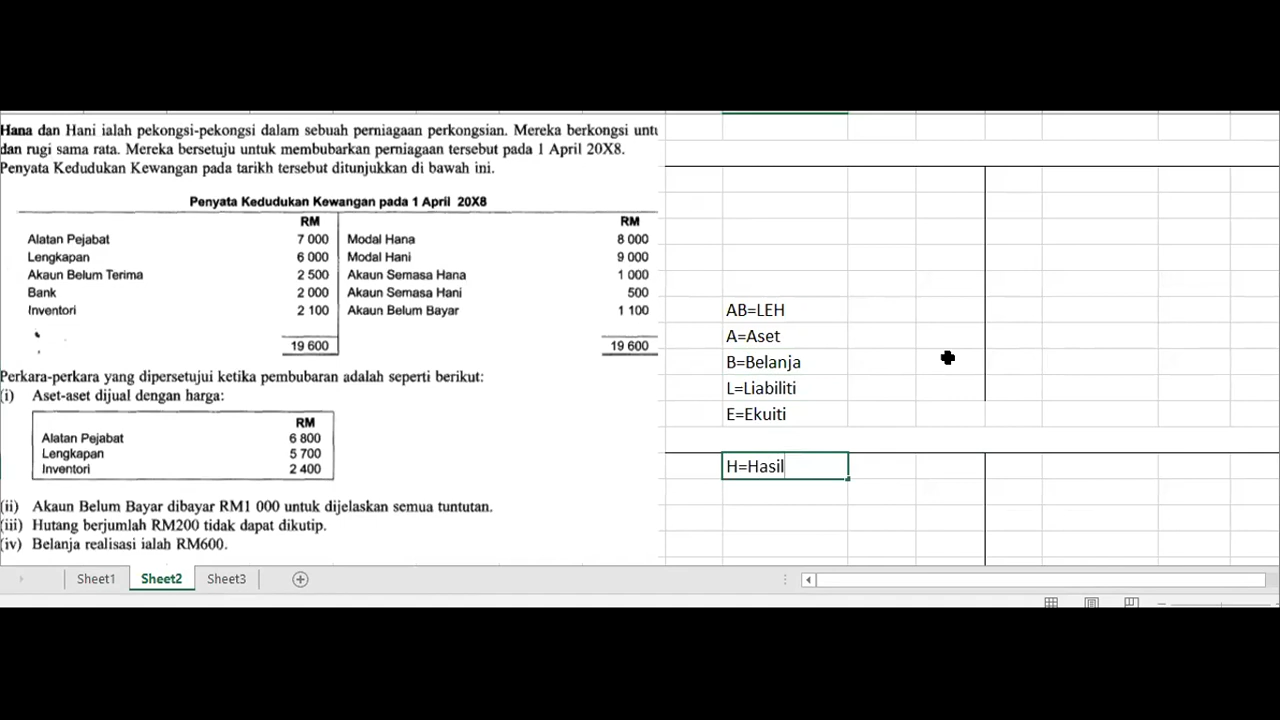 Hana dan Hani ialah pekongsi-pekongsi dalam sebuah perniagaan perkongsian. Mereka berkongsi untu
dan rugi sama rata. Mereka bersetuju untuk membubarkan perniagaan tersebut pada 1 April 20X8.
Penyata Kedudukan Kewangan pada tarikh tersebut ditunjukkan di bawah ini.
Penyata Kedudukan Kewangan pada 1 April 20X8
RM RM
Alatan Pejabat 7 000 Modal Hana 8 000
Lengkapan 6 000 Modal Hani 9 000
Akaun Belum Terima 2 500 Akaun Semasa Hana 1 000
Bank 2 000 Akaun Semasa Hani 500
Inventori 2 100 Akaun Belum Bayar 1 100
19 600 19 600
Perkara-perkara yang dipersetujui ketika pembubaran adalah seperti berikut:
(i) Aset-aset dijual dengan harga:
RM
Alatan Pejabat 6 800
Lengkapan 5 700
Inventori 2 400
(ii) Akaun Belum Bayar dibayar RM1 000 untuk dijelaskan semua tuntutan.
(iii) Hutang berjumlah RM200 tidak dapat dikutip.
(iv) Belanja realisasi ialah RM600.
AB=LEH
A=Aset
B=Belanja
L=Liabiliti
E=Ekuiti
H=Hasil
Sheet1 Sheet2 Sheet3